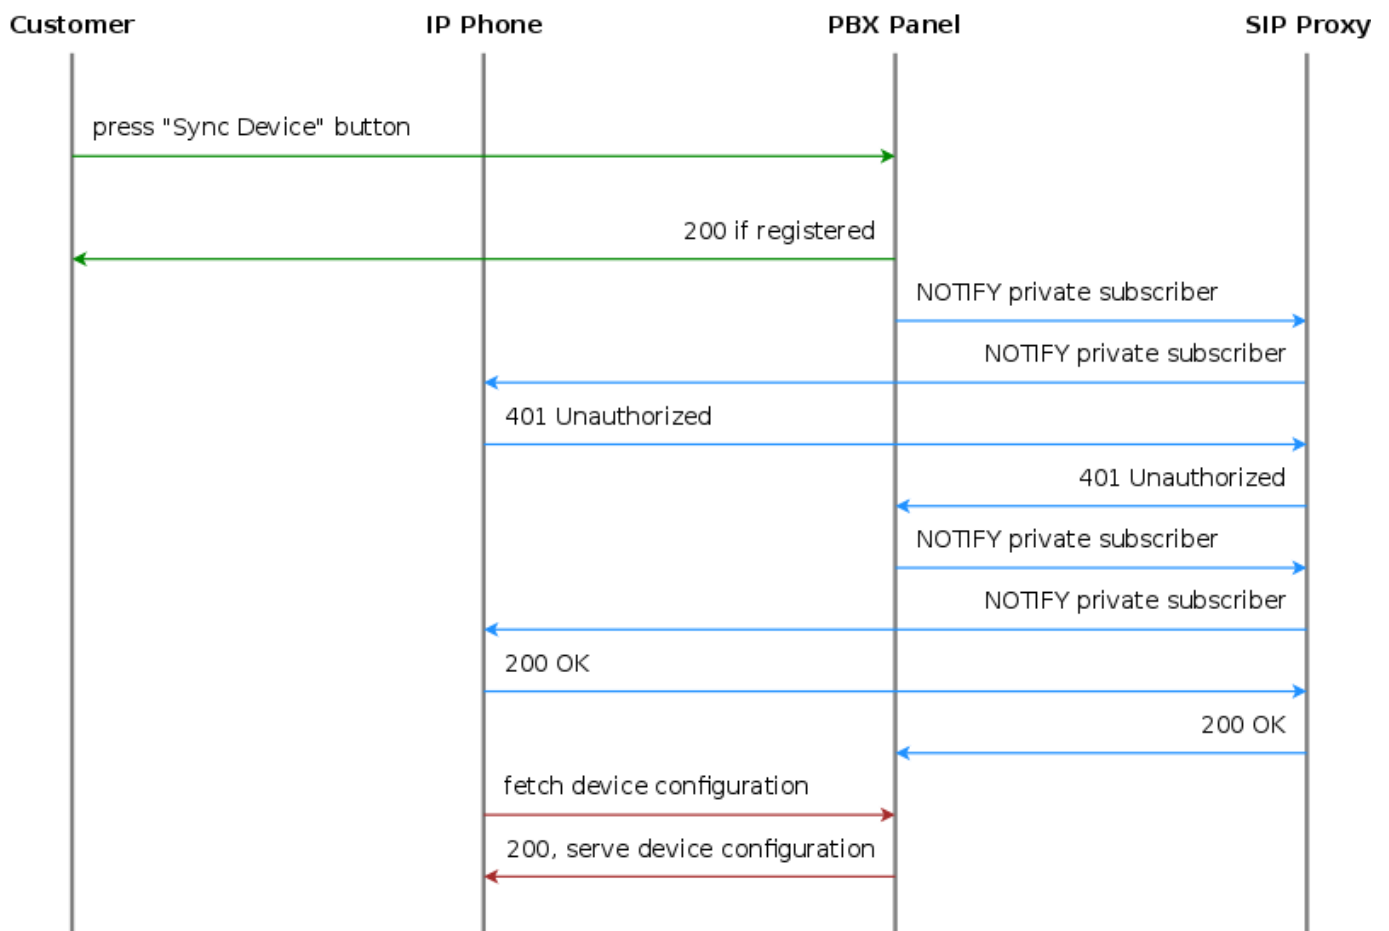 Customer IP Phone PBX Panel SIP Proxy
press "Sync Device" button
200 if registered
NOTIFY private subscriber
NOTIFY private subscriber
401 Unauthorized
401 Unauthorized
NOTIFY private subscriber
NOTIFY private subscriber
200 OK
200 OK
fetch device configuration
200, serve device configuration